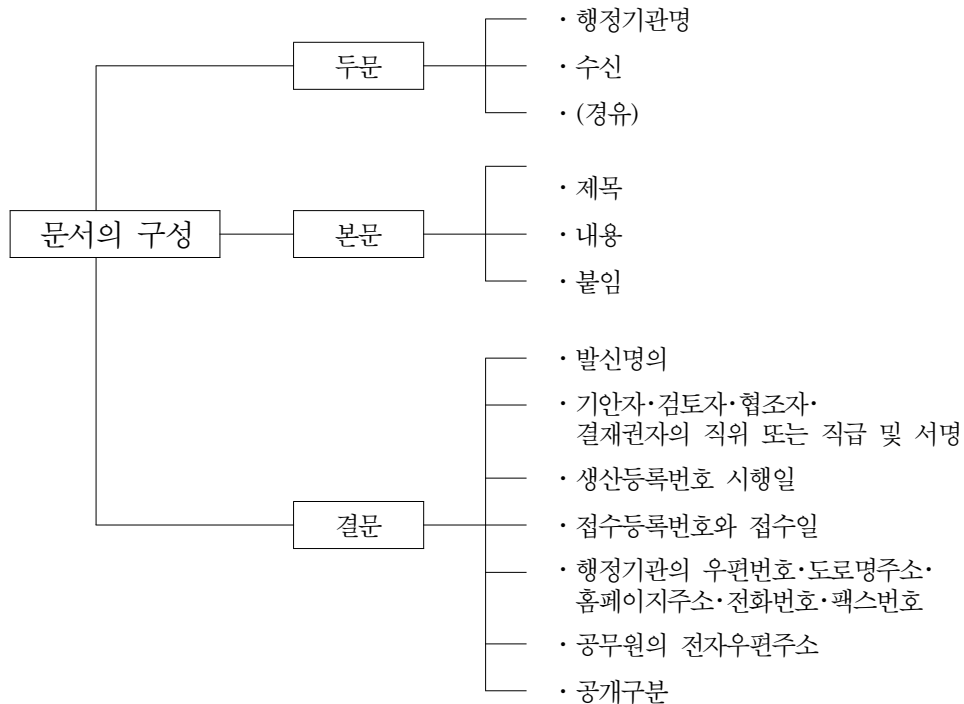 · 행정기관명
두문
· 수신
· (경유)
· 제목
문서의 구성
본문
· 내용
· 붙임
· 발신명의
· 기안자·검토자·협조자·
결재권자의 직위 또는 직급 및 서명
· 생산등록번호 시행일
결문
· 접수등록번호와 접수일
· 행정기관의 우편번호·도로명주소·
홈페이지주소·전화번호·팩스번호
· 공무원의 전자우편주소
· 공개구분